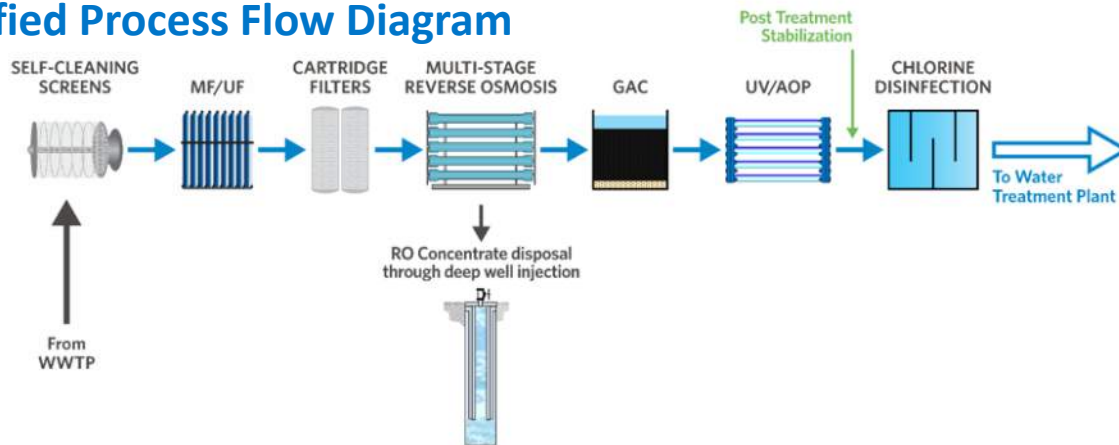 fied Process Flow Diagram
Post Treatment
Stabilization
SELF-CLEANING
SCREENS
MF/UF
CARTRIDGE
FILTERS
MULTI-STAGE
REVERSE OSMOSIS
GAC
UV/AOP
CHLORINE
DISINFECTION
To Water
Treatment Plant
RO Concentrate disposal
through deep well injection
From
WWTP